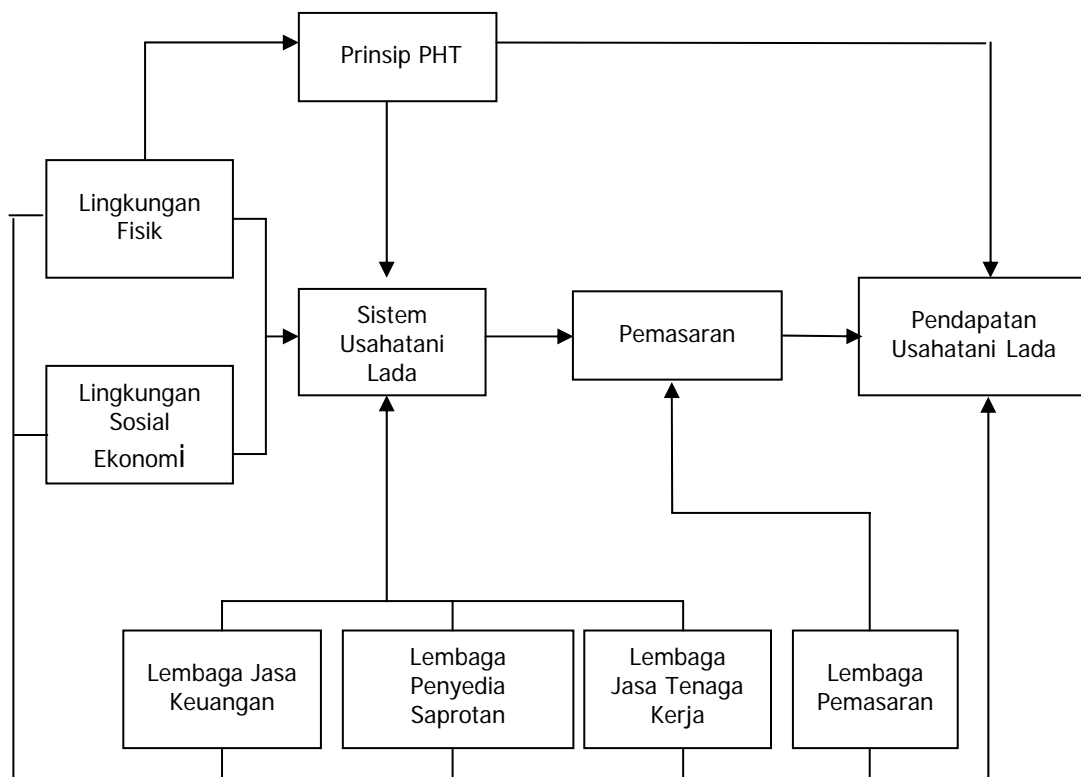 Prinsip PHT
Lingkungan
Fisik
Sistem
Usahatani
Lada
Pemasaran
Pendapatan
Usahatani Lada
Lingkungan
Sosial
Ekonomi
Lembaga Jasa
Keuangan
Lembaga
Penyedia
Saprotan
Lembaga
Jasa Tenaga
Kerja
Lembaga
Pemasaran